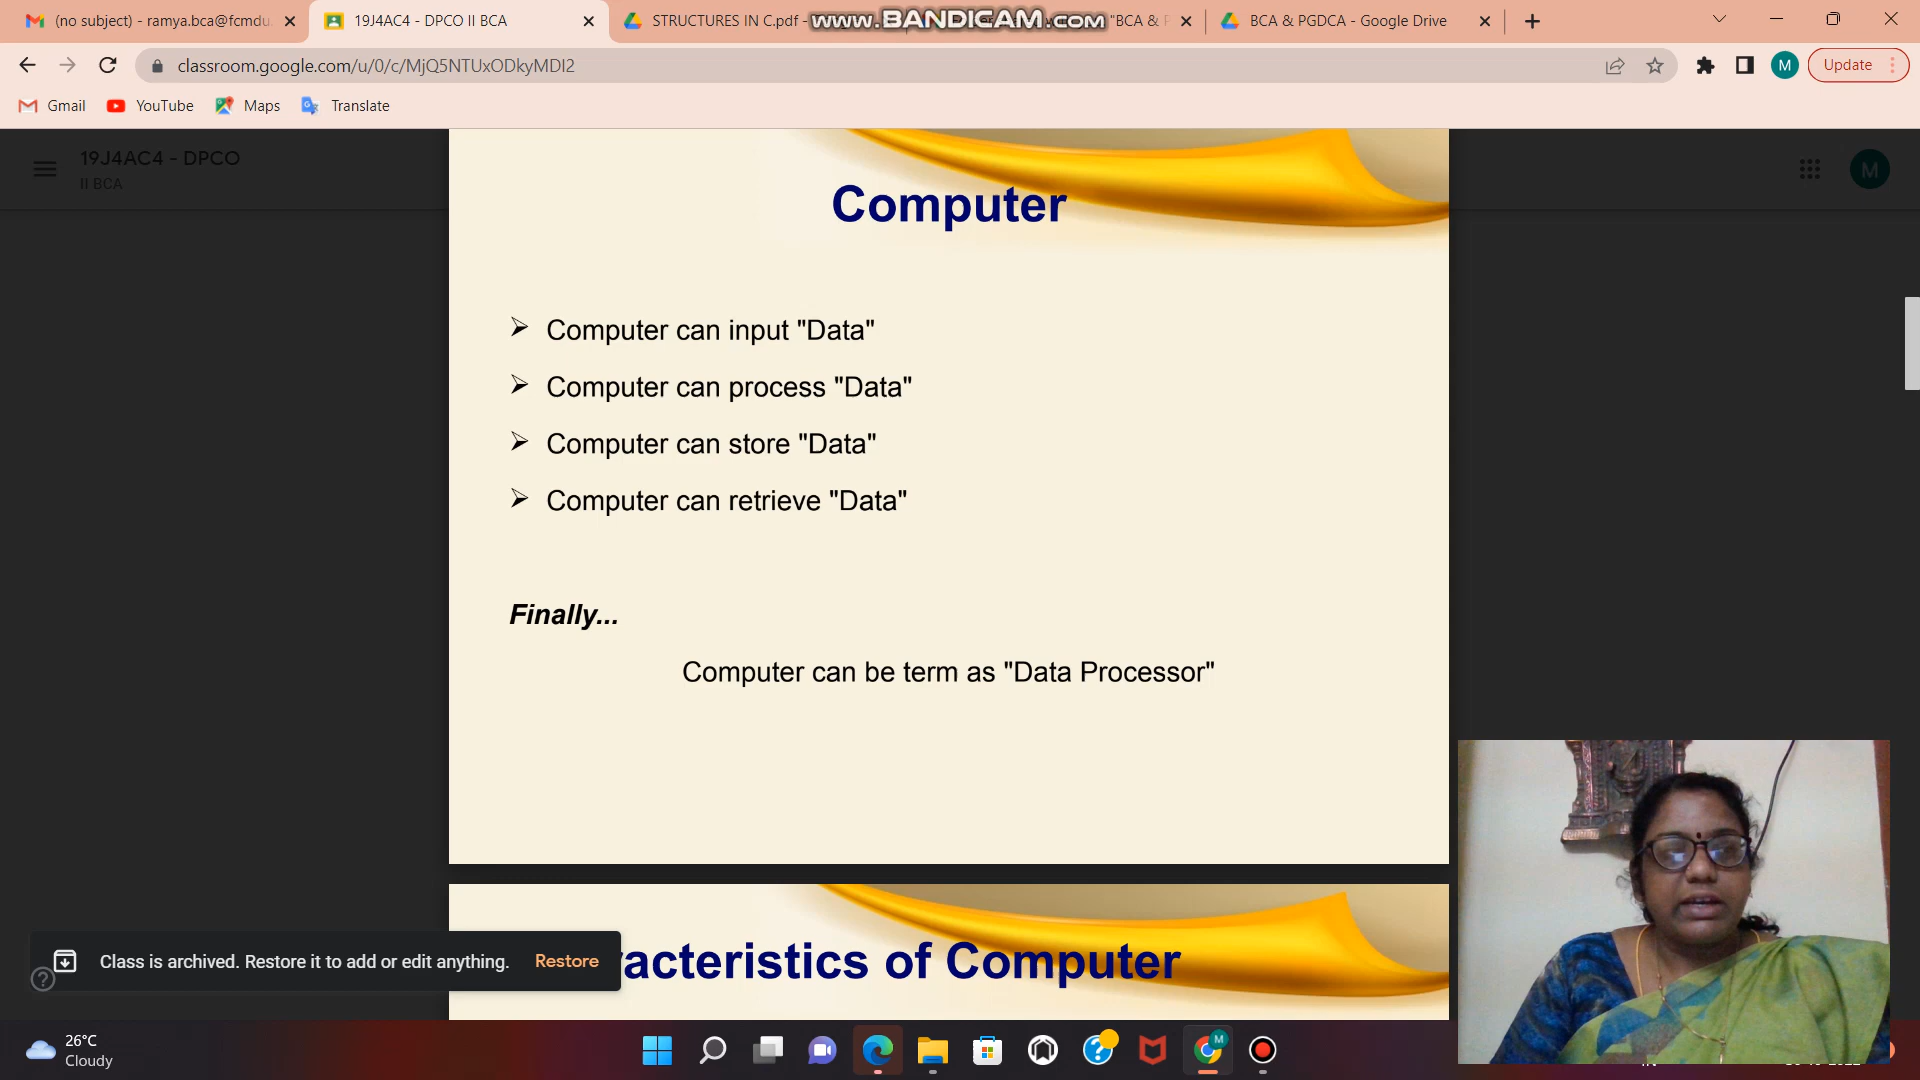 (no subject) - ramya.bca@fcmdu.
19J4AC4 - DPCO II BCA
STRUCTURES IN C.pdf -
www.BANDICAM.com
"BCA & P
BCA & PGDCA - Google Drive
classroom.google.com/u/0/c/MjQ5NTUxODkyMDI2
M
Update
Gmail
YouTube
Maps
Translate
19J4AC4 - DPCO
II BCA
M
Computer
Computer can input "Data"
Computer can process "Data"
Computer can store "Data"
Computer can retrieve "Data"
Finally...
Computer can be term as "Data Processor"
racteristics of Computer
Class is archived. Restore it to add or edit anything.
Restore
26°C
Cloudy
M